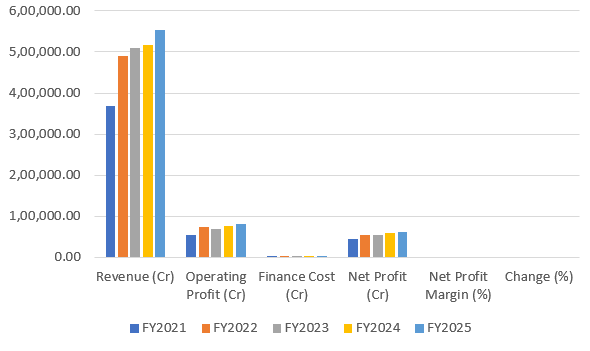 6,00,000.00
5,00,000.00
4,00,000.00
3,00,000.00
2,00,000.00
1,00,000.00
0.00
Revenue (Cr)
Operating
Profit (Cr)
Finance Cost
(Cr)
Net Profit
(Cr)
Net Profit
Margin (%)
Change (%)
FY2021 FY2022 FY2023 FY2024 FY2025